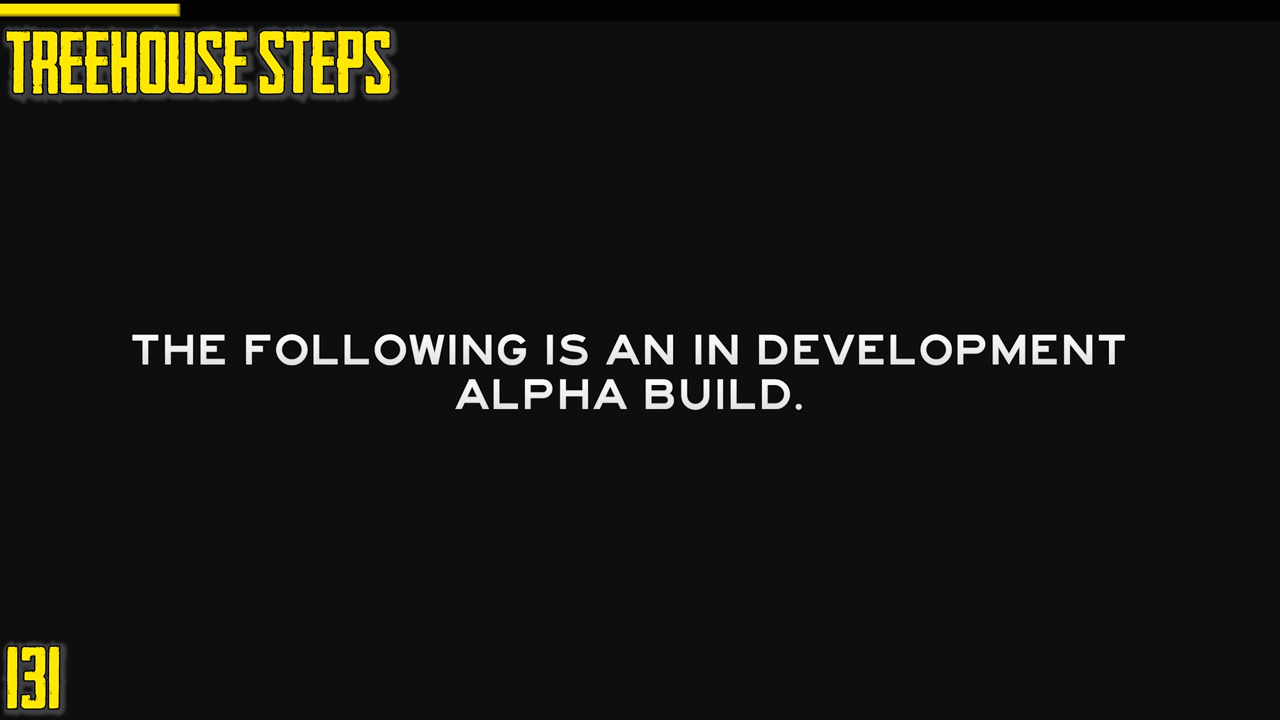 TREEHOUSE STEPS
THE FOLLOWING IS AN IN DEVELOPMENT
ALPHA BUILD.
131